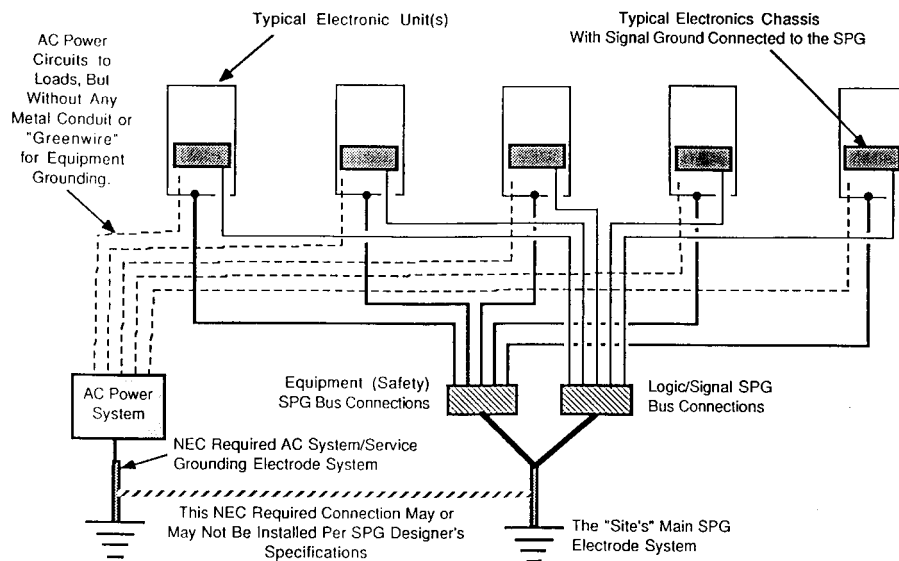 Typical Electronic Unit(s)
Typical Electronics Chassis
With Signal Ground Connected to the SPG
AC Power
Circuits to
Loads, But
Without Any
Metal Conduit or
"Greenwire"
for Equipment
Grounding.
AC Power
System
Equipment (Safety)
SPG Bus Connections
Logic/Signal SPG
Bus Connections
NEC Required AC System/Service
Grounding Electrode System
This NEC Required Connection May or
May Not Be Installed Per SPG Designer's
Specifications
The "Site's" Main SPG
Electrode System